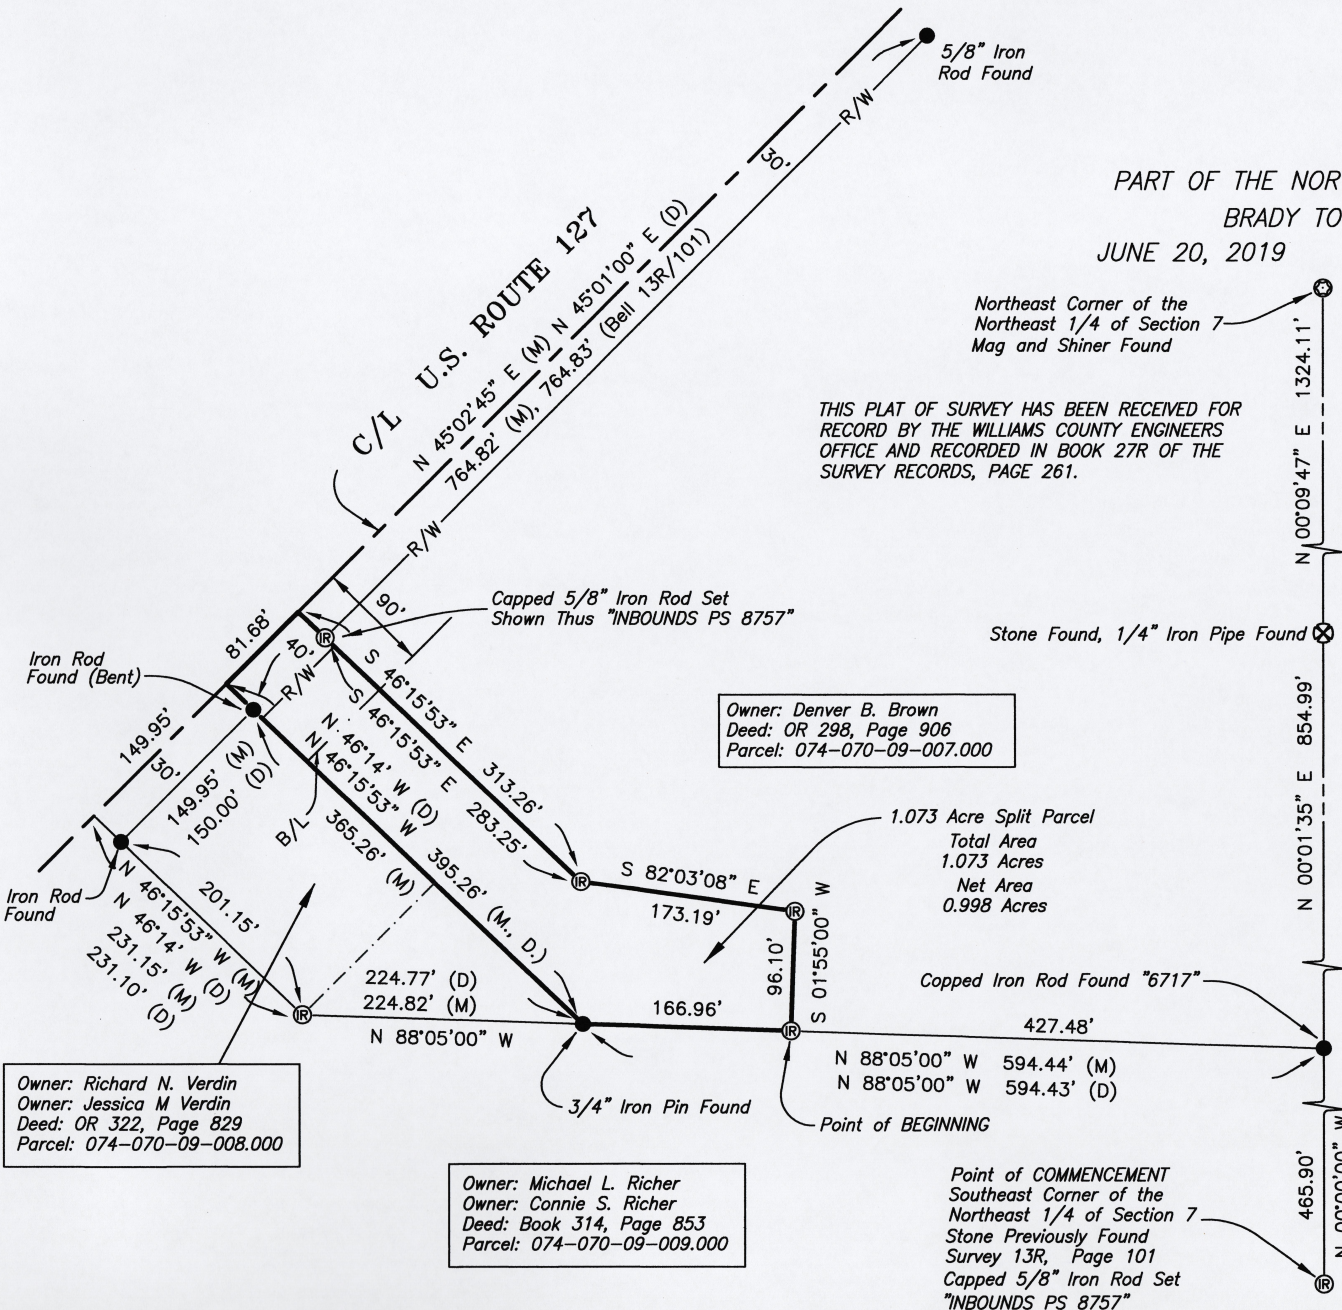 5/8" Iron
Rod Found
R/W
30'
PART OF THE NOR
BRADY TO
JUNE 20, 2019
C/L U.S. ROUTE 127
N 45°02'45" E (M) N 45°01'00" E (D)
764.82' (M), 764.83' (Bell 13R/101)
R/W
Northeast Corner of the
Northeast 1/4 of Section 7
Mag and Shiner Found
N 00°09'47" E 1324.11'
THIS PLAT OF SURVEY HAS BEEN RECEIVED FOR
RECORD BY THE WILLIAMS COUNTY ENGINEERS
OFFICE AND RECORDED IN BOOK 27R OF THE
SURVEY RECORDS, PAGE 261.
90'
Capped 5/8" Iron Rod Set
Shown Thus "INBOUNDS PS 8757"
IR
81.68'
40'
R/W
Iron Rod
Found (Bent)
Stone Found, 1/4" Iron Pipe Found
S 46°15'53" E 313.26'
S 46°15'53" E 283.25'
N 46°14' W (D)
N 46°15'53" W 395.26' (M., D.)
365.26' (M)
B/L
149.95'
30'
149.95' (M)
150.00' (D)
Owner: Denver B. Brown
Deed: OR 298, Page 906
Parcel: 074-070-09-007.000
N 00°01'35" E 854.99'
1.073 Acre Split Parcel
Total Area
1.073 Acres
Net Area
0.998 Acres
IR
S 82°03'08" E
173.19'
IR
96.10'
S 01°55'00" W
Iron Rod
Found
201.15'
N 46°15'53" W (M)
N 46°14' W (D)
231.15' (M)
231.10' (D)
Copped Iron Rod Found "6717"
224.77' (D)
224.82' (M)
IR
N 88°05'00" W
166.96'
IR
427.48'
N 88°05'00" W 594.44' (M)
N 88°05'00" W 594.43' (D)
3/4" Iron Pin Found
Point of BEGINNING
Owner: Richard N. Verdin
Owner: Jessica M Verdin
Deed: OR 322, Page 829
Parcel: 074-070-09-008.000
Owner: Michael L. Richer
Owner: Connie S. Richer
Deed: Book 314, Page 853
Parcel: 074-070-09-009.000
Point of COMMENCEMENT
Southeast Corner of the
Northeast 1/4 of Section 7
Stone Previously Found
Survey 13R, Page 101
Capped 5/8" Iron Rod Set
"INBOUNDS PS 8757"
465.90'
N 00°00'00" W
IR